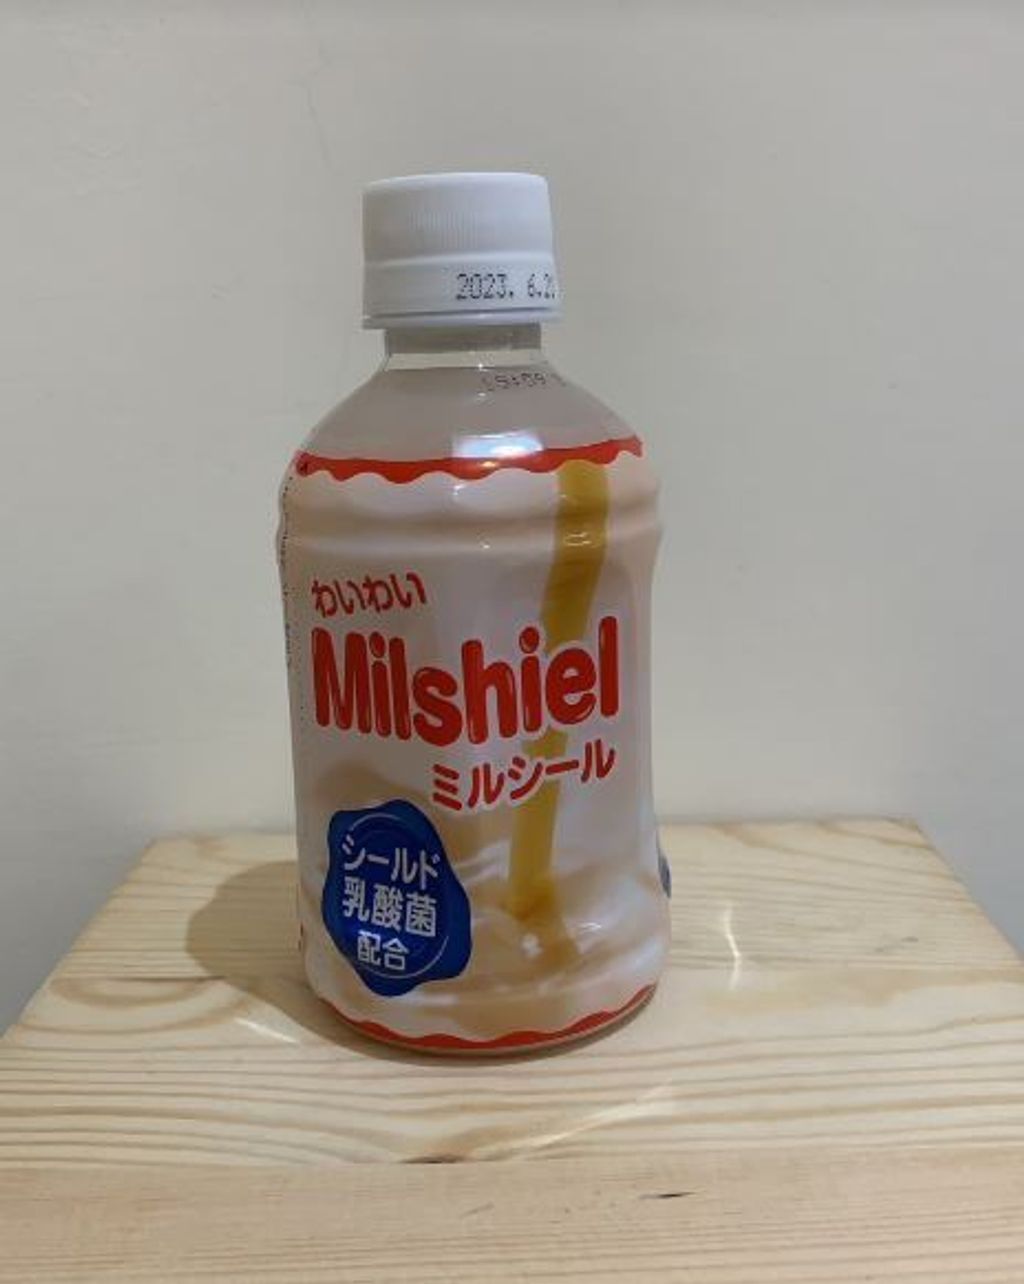 2023. 6.2
わいわい
Milshiel
ミルシール
シールド
乳酸菌
配合